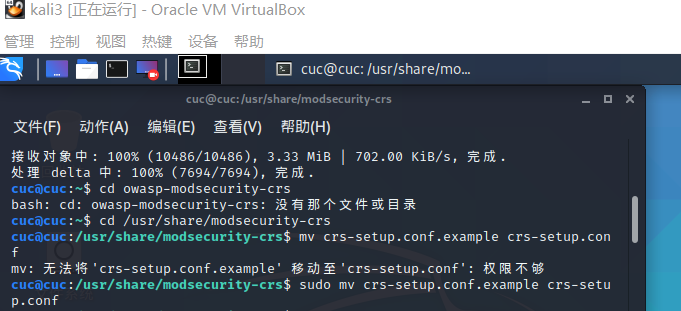 kali3 [正在运行] - Oracle VM VirtualBox
管理 控制 视图 热键 设备 帮助
cuc@cuc: /usr/share/mo...
cuc@cuc:/usr/share/modsecurity-crs
文件(F) 动作(A) 编辑(E) 查看(V) 帮助(H)
接收对象中: 100% (10486/10486), 3.33 MiB | 702.00 KiB/s, 完成.
处理 delta 中: 100% (7694/7694), 完成.
cuc@cuc:~$ cd owasp-modsecurity-crs
bash: cd: owasp-modsecurity-crs: 没有那个文件或目录
cuc@cuc:~$ cd /usr/share/modsecurity-crs
cuc@cuc:/usr/share/modsecurity-crs$ mv crs-setup.conf.example crs-setup.con
f
mv: 无法将'crs-setup.conf.example' 移动至'crs-setup.conf': 权限不够
cuc@cuc:/usr/share/modsecurity-crs$ sudo mv crs-setup.conf.example crs-setu
p.conf